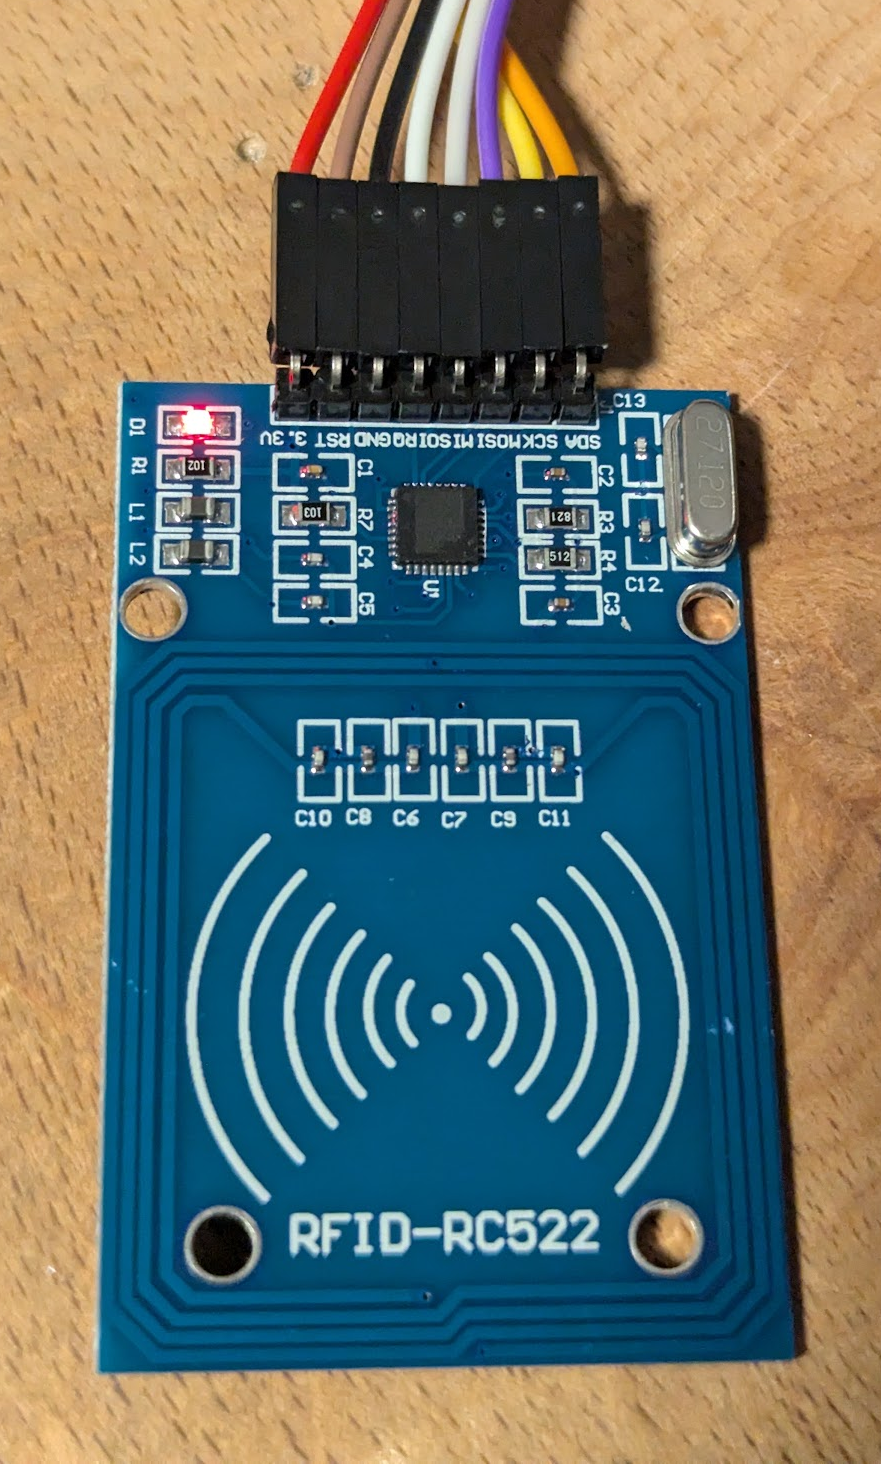 C13
D1
SDA SCK MOSI MISO IRQ GND RST 3.3V
R1
102
C1
C2
27.120
L1
103
R7
821
R3
L2
C4
512
R4
U1
C12
C5
C3
C10 C8 C6 C7 C9 C11
RFID-RC522